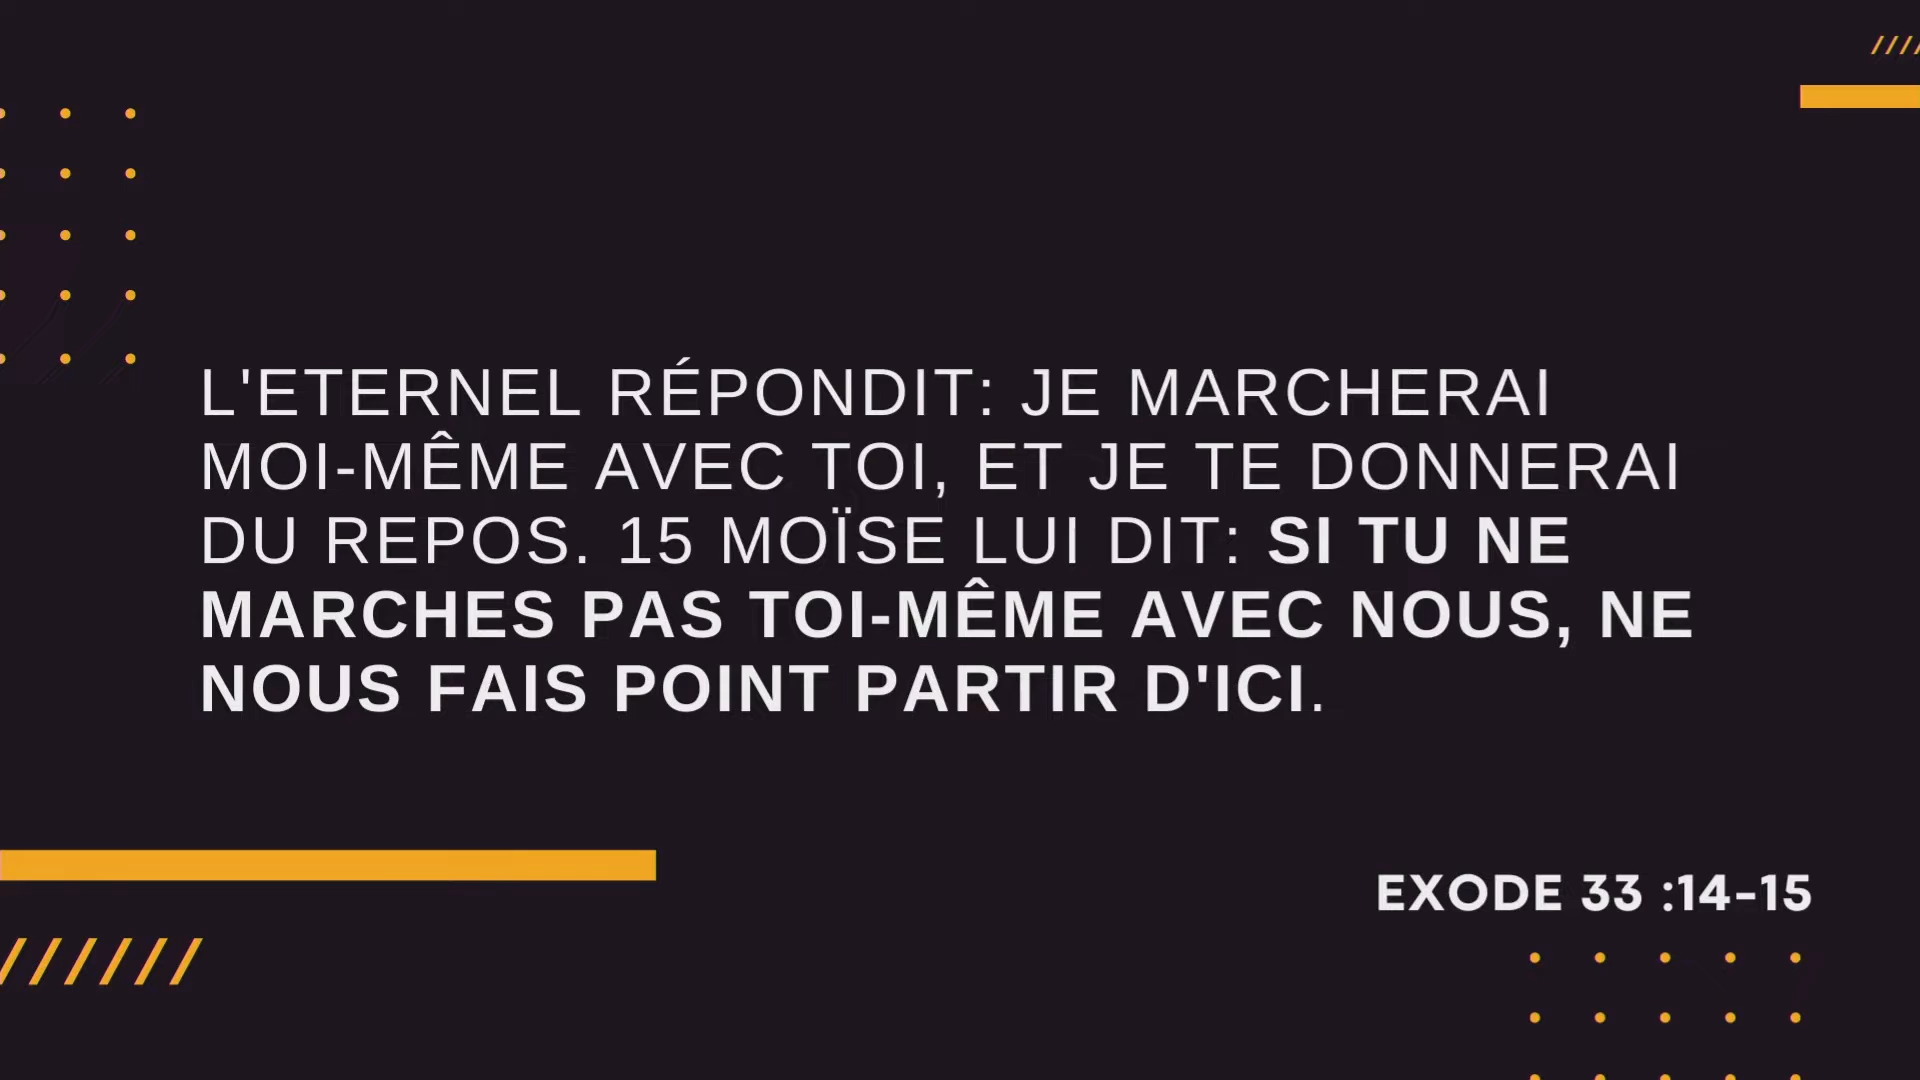 L'ETERNEL RÉPONDIT: JE MARCHERAI
MOI-MÊME AVEC TOI, ET JE TE DONNERAI
DU REPOS. 15 MOÏSE LUI DIT: SI TU NE
MARCHES PAS TOI-MÊME AVEC NOUS, NE
NOUS FAIS POINT PARTIR D'ICI.
EXODE 33 :14-15